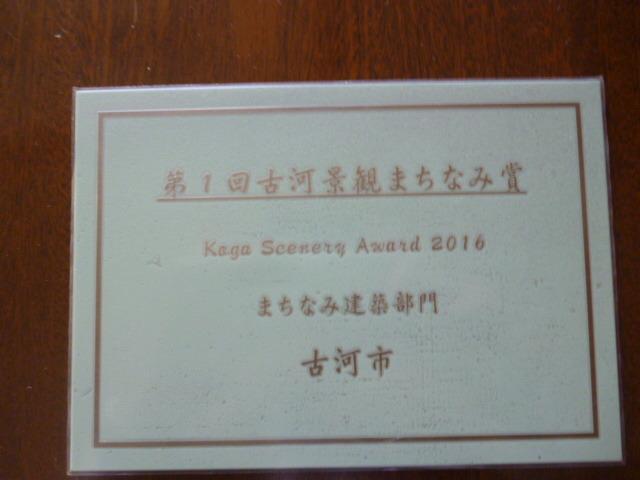 第1回古河景観まちなみ賞
Kaga Scenery Award 2016
まちなみ建築部門
古河市